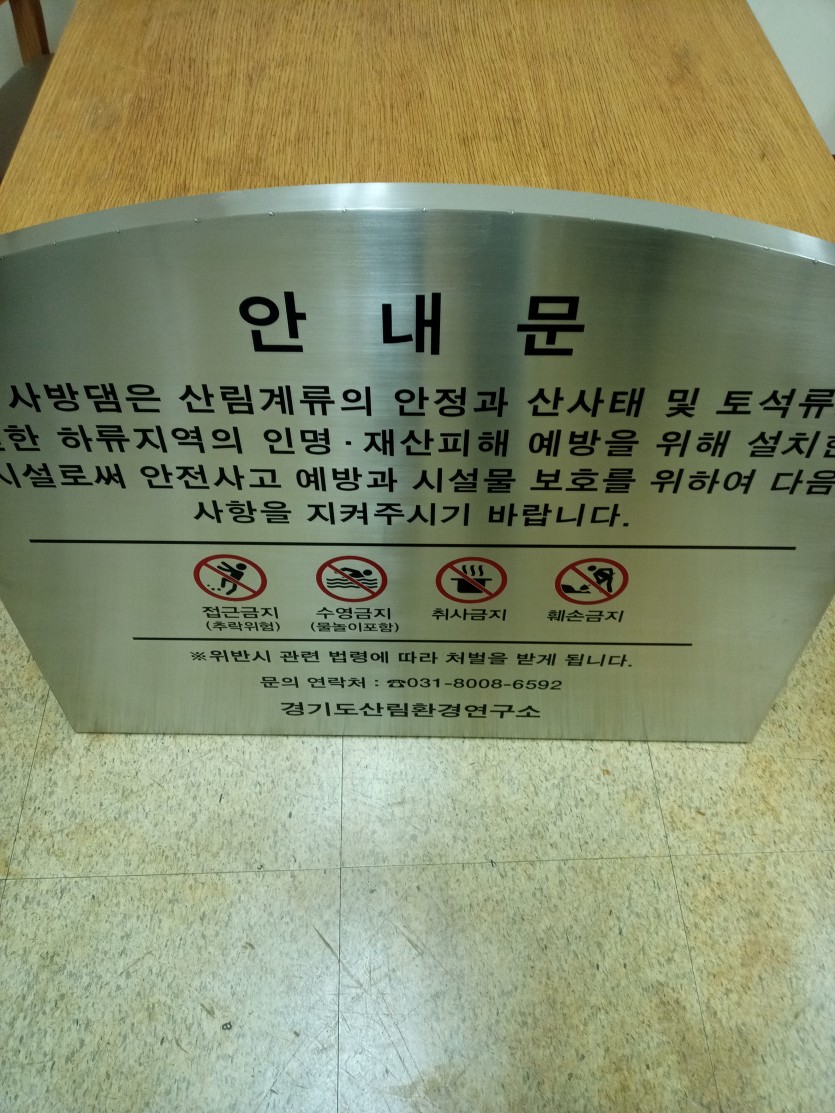 안 내 문
사방댐은 산림계류의 안정과 산사태 및 토석류
한 하류지역의 인명·재산피해 예방을 위해 설치한
시설로써 안전사고 예방과 시설물 보호를 위하여 다음
사항을 지켜주시기 바랍니다.
접근금지 수영금지 취사금지 훼손금지
(추락위험) (물놀이포함)
※위반시 관련 법령에 따라 처벌을 받게 됩니다.
문의 연락처 : ☎031-8008-6592
경기도산림환경연구소